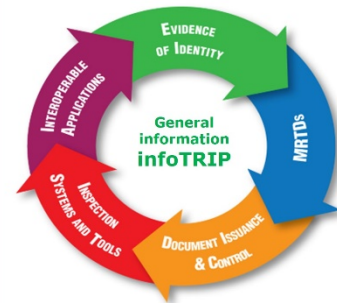 EVIDENCE
OF IDENTITY
MRTDs
DOCUMENT ISSUANCE
& CONTROL
INSPECTION
SYSTEMS AND TOOLS
INTEROPERABLE
APPLICATIONS
General
information
infoTRIP